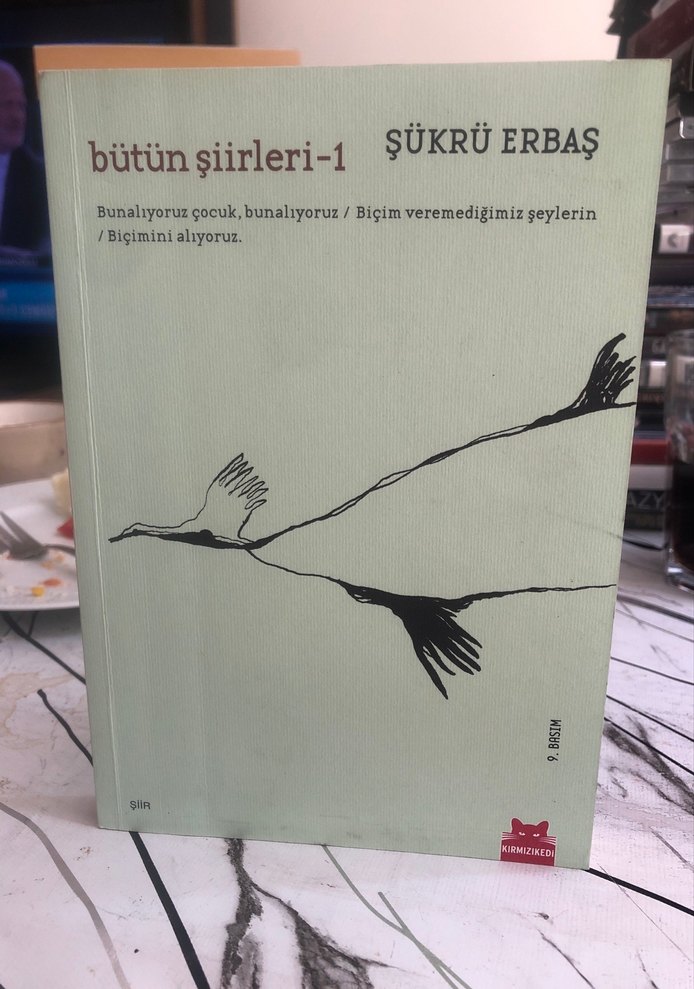 bütün şiirleri-1
ŞÜKRÜ ERBAŞ
Bunalıyoruz çocuk, bunalıyoruz / Biçim veremediğimiz şeylerin
/ Biçimini alıyoruz.
9. BASIM
ŞİİR
KIRMIZIKEDİ